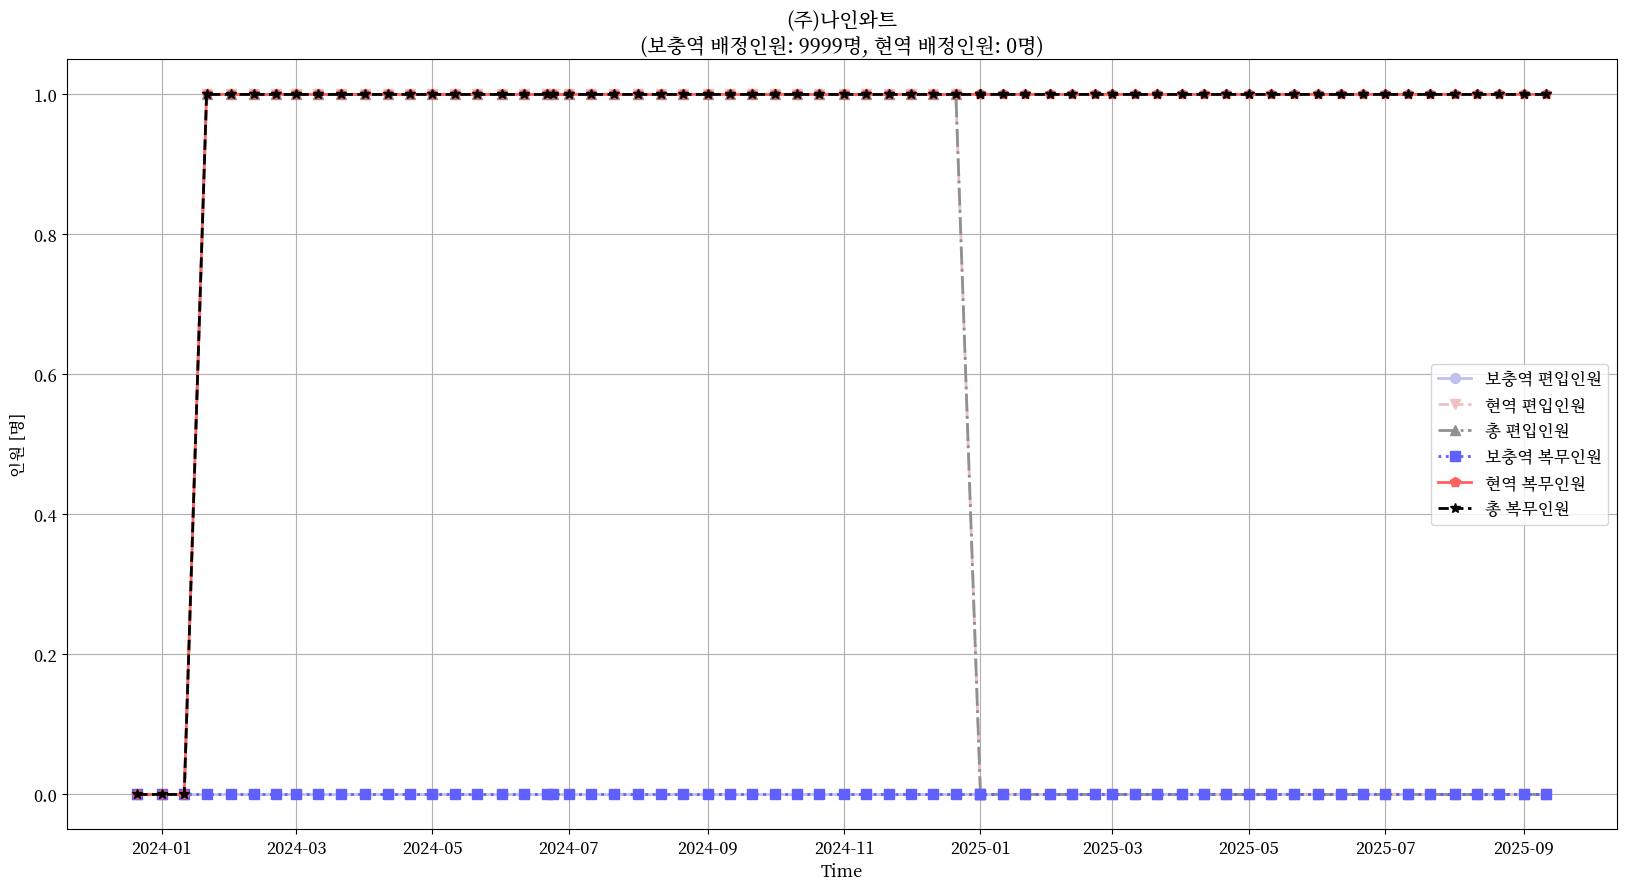 (주)나인와트
(보충역 배정인원: 9999명, 현역 배정인원: 0명)
인원 [명]
1.0
0.8
0.6
0.4
0.2
0.0
보충역 편입인원
현역 편입인원
총 편입인원
보충역 복무인원
현역 복무인원
총 복무인원
2024-01 2024-03 2024-05 2024-07 2024-09 2024-11 2025-01 2025-03 2025-05 2025-07 2025-09
Time